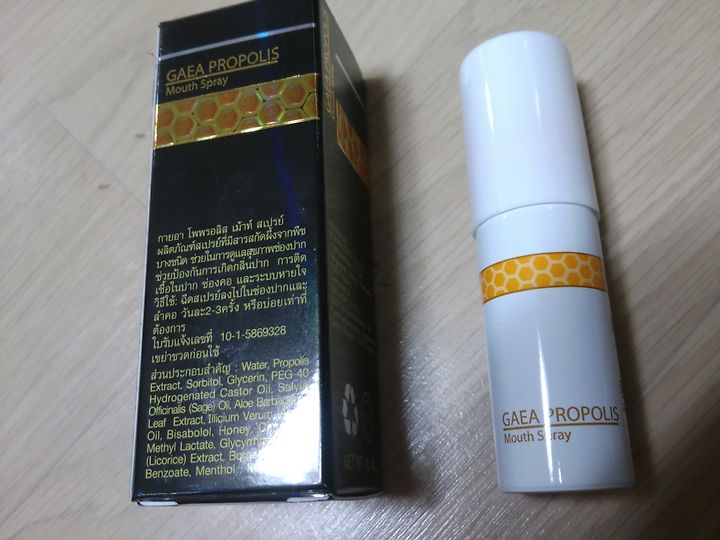 GAEA PROPOLIS
Mouth Spray
กายอา โพพรอลิส เม้าท์ สเปรย์
ผลิตภัณฑ์สเปรย์ที่มีสารสกัดผึ้งจากพืช
บางชนิด ช่วยในการดูแลสุขภาพช่องปาก
ช่วยป้องกันการเกิดกลิ่นปาก การติด
เชื้อในปาก ช่องคอ และระบบหายใจ
วิธีใช้: ฉีดสเปรย์ลงไปในช่องปากและ
ลำคอ วันละ2-3ครั้ง หรือบ่อยเท่าที่
ต้องการ
ใบรับแจ้งเลขที่ 10-1-5869328
เขย่าขวดก่อนใช้
ส่วนประกอบสำคัญ : Water, Propolis
Extract, Sorbitol, Glycerin, PEG-40
Hydrogenated Castor Oil, Salvia
Officinalis (Sage) Oil, Aloe
Leaf Extract, Illicium Verum
Oil, Bisabolol, Honey,
Methyl Lactate,
(Licorice) Extract,
Benzoate, Menthol
GAEA PROPOLIS
GAEA PROPOLIS
Mouth Spray